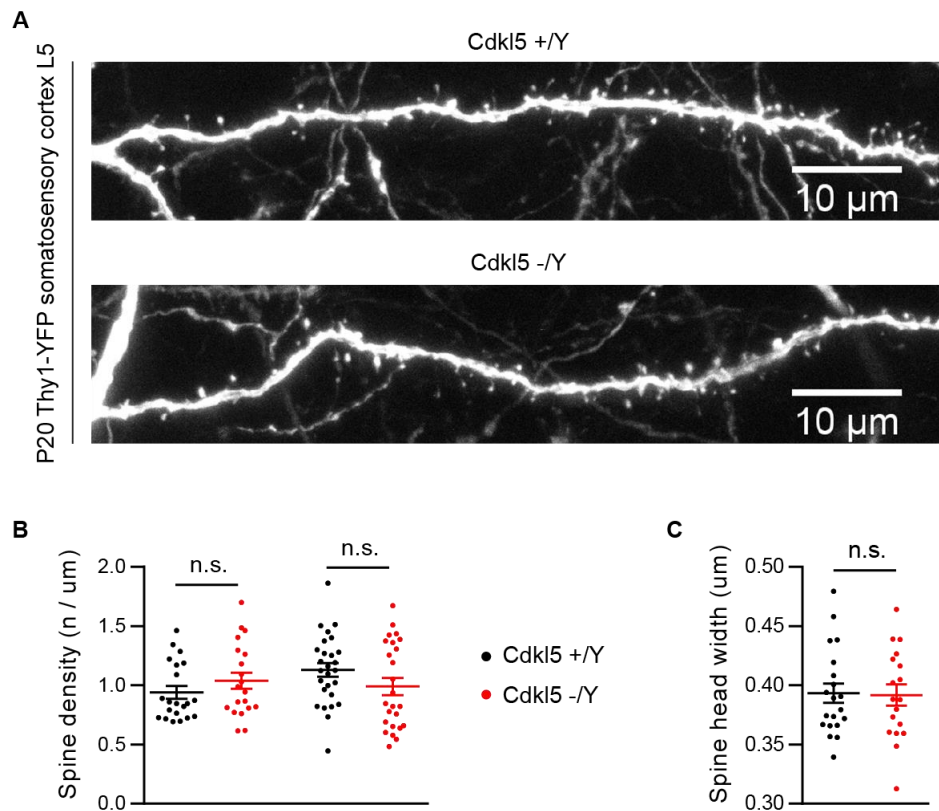 A
Cdkl5 +/Y
P20 Thy1-YFP somatosensory cortex L5
10 µm
Cdkl5 -/Y
10 µm
B
Spine density (n / um)
2.0
1.5
1.0
0.5
0.0
n.s.
n.s.
Cdkl5 +/Y
Cdkl5 -/Y
C
Spine head width (um)
0.50
0.45
0.40
0.35
0.30
n.s.